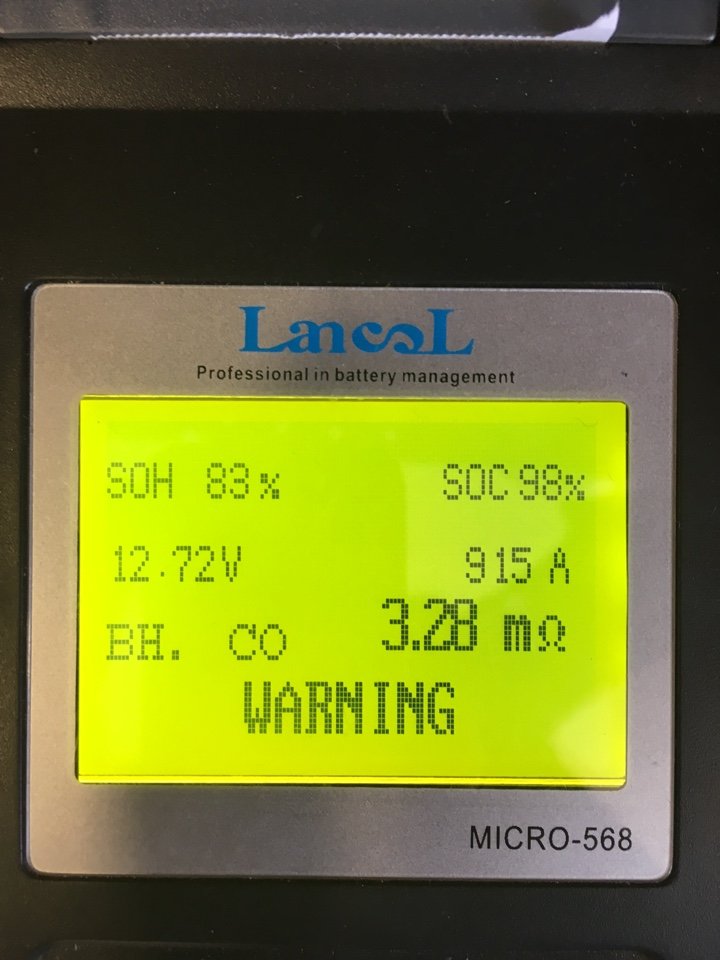 Lancol
Professional in battery management
SOH 83% SOC 98%
12.72V 915 A
BH. CO 3.28 mΩ
WARNING
MICRO-568